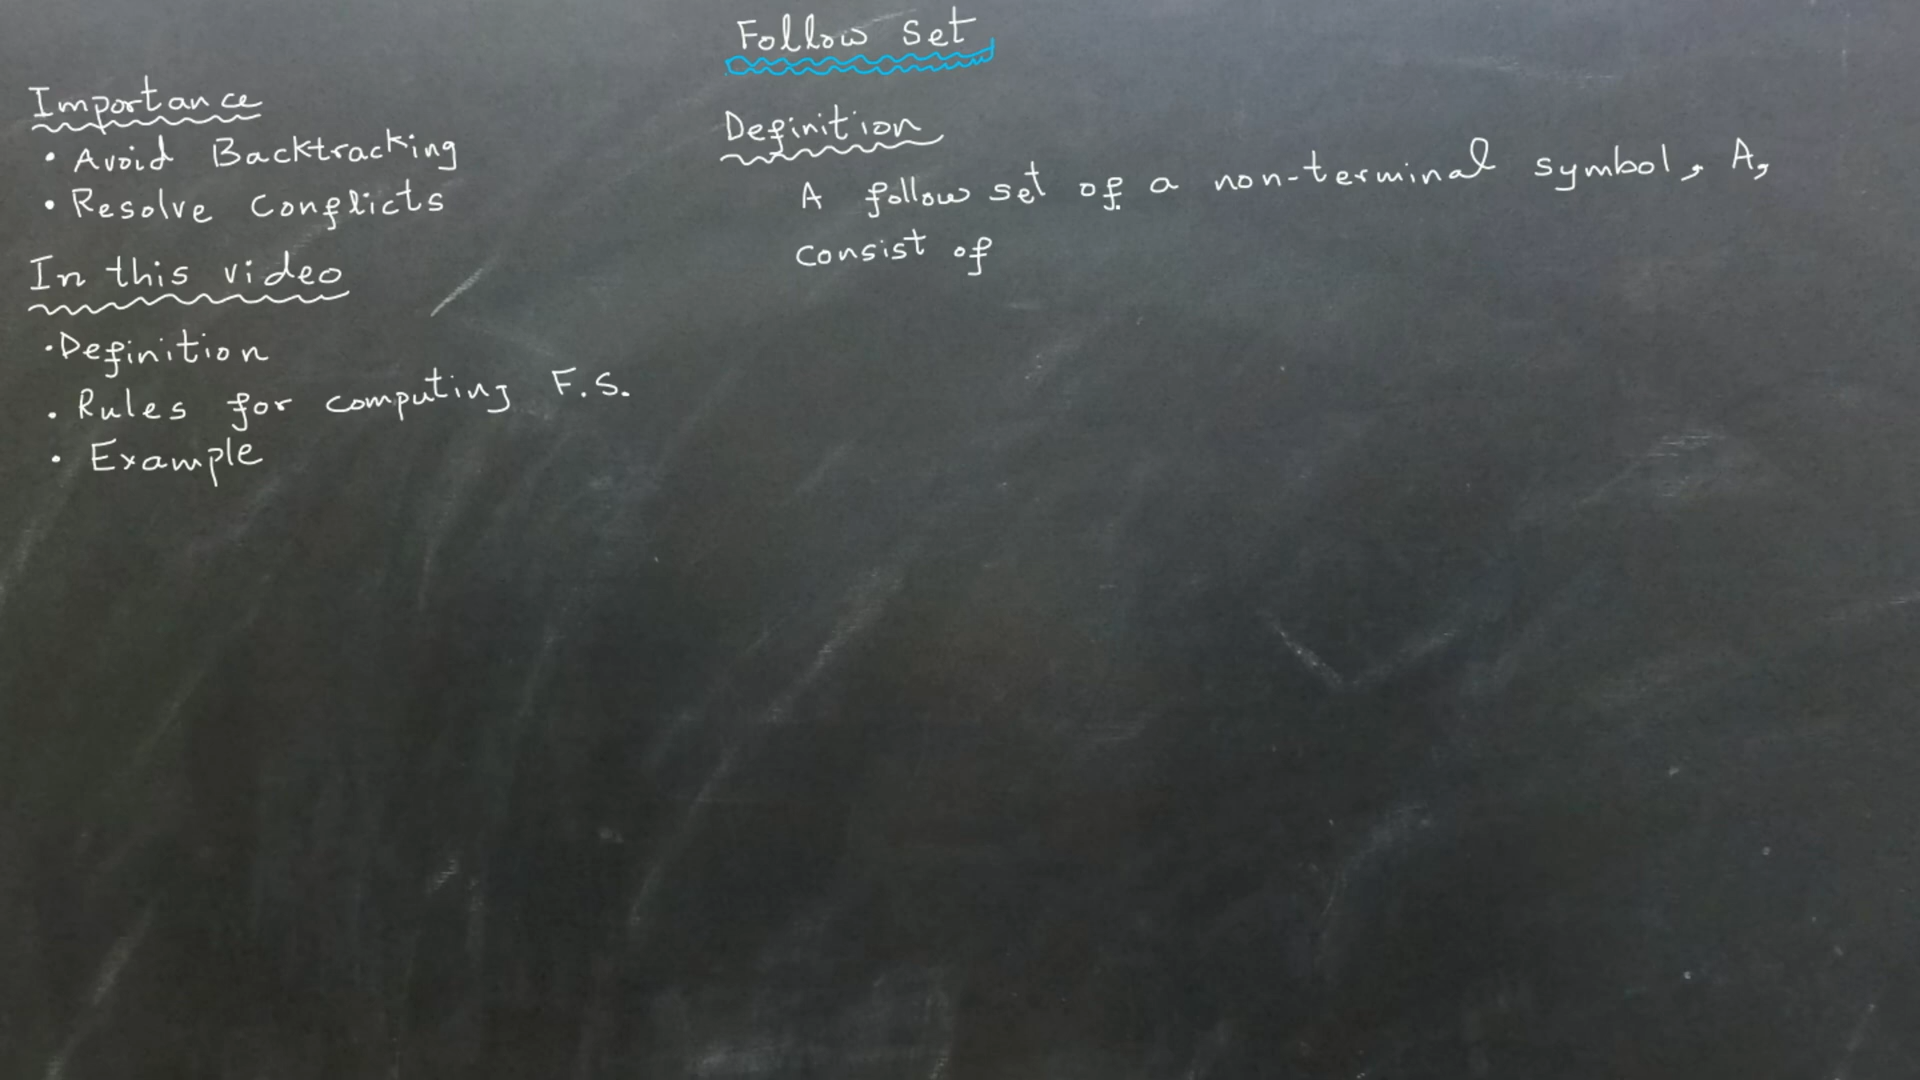 Follow Set
Importance
• Avoid Backtracking
• Resolve Conflicts
In this video
• Definition
• Rules for computing F.S.
• Example
Definition
A follow set of a non-terminal symbol, A,
consist of